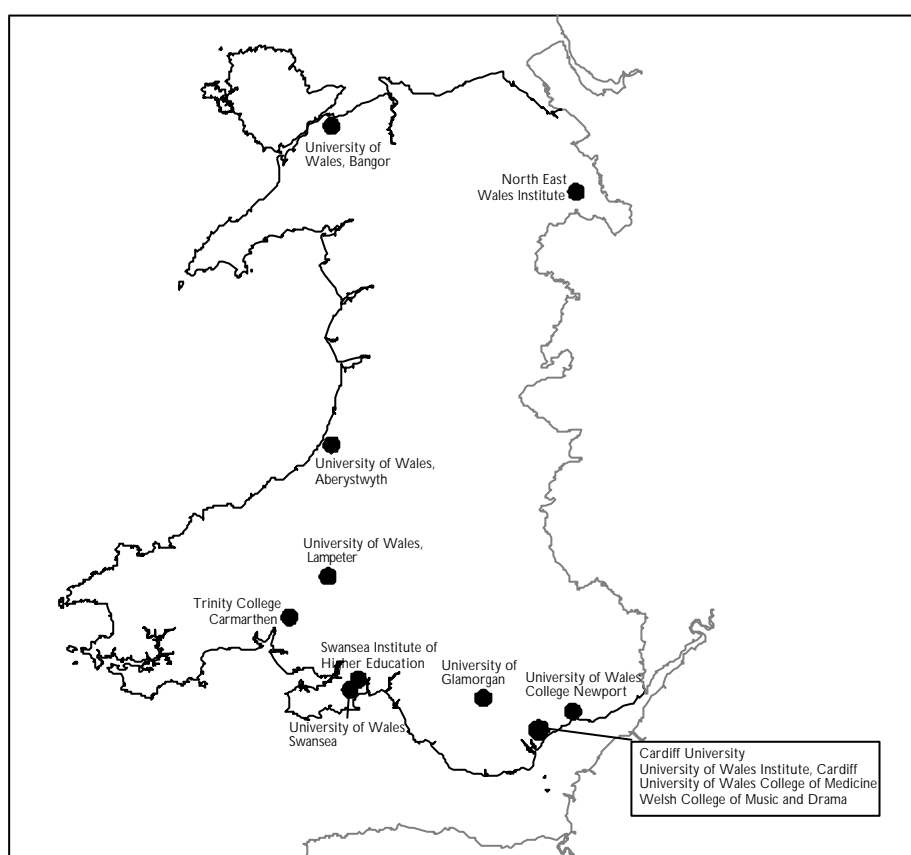 University of
Wales, Bangor
North East
Wales Institute
University of Wales,
Aberystwyth
University of Wales,
Lampeter
Trinity College
Carmarthen
Swansea Institute of
Higher Education
University of
Glamorgan
University of Wales
College Newport
University of Wales
Swansea
Cardiff University
University of Wales Institute, Cardiff
University of Wales College of Medicine
Welsh College of Music and Drama